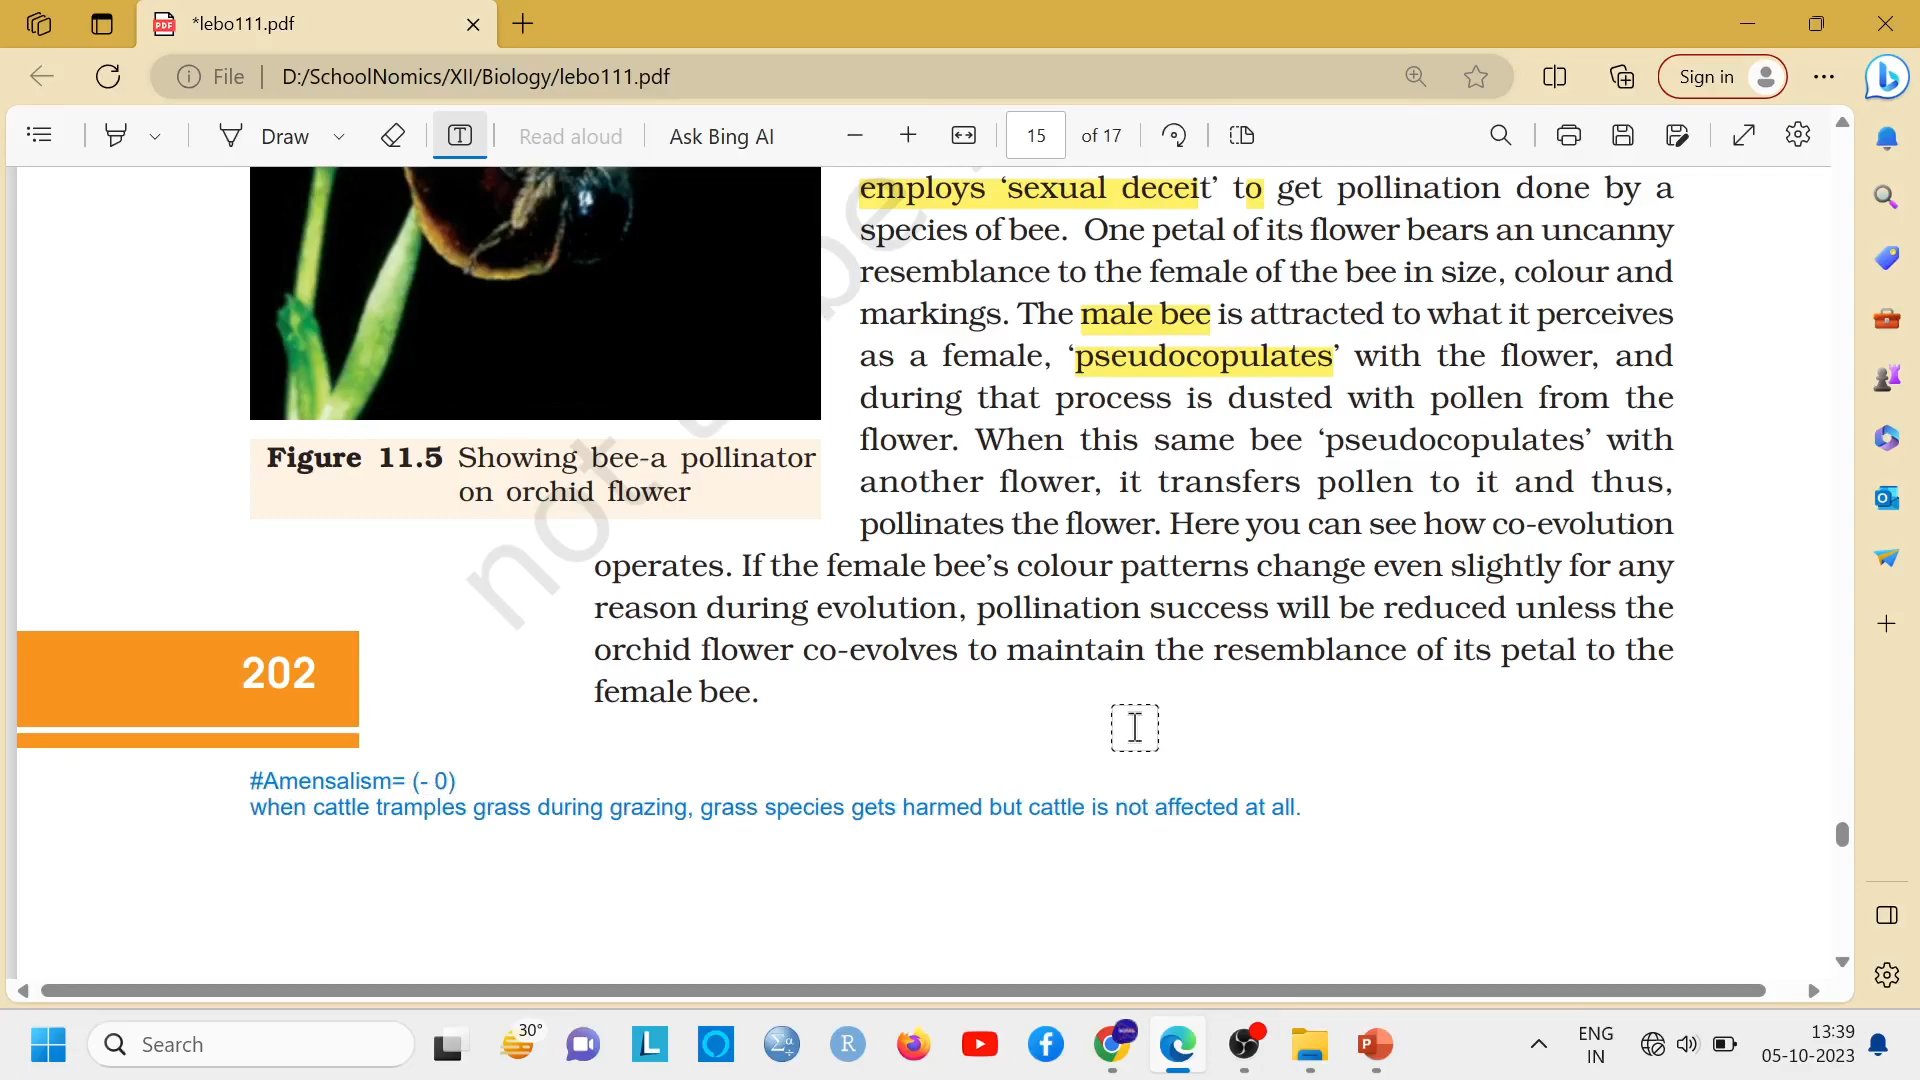 *lebo111.pdf
File
D:/SchoolNomics/XII/Biology/lebo111.pdf
Sign in
Draw
Read aloud
Ask Bing AI
15
of 17
employs ‘sexual deceit’ to get pollination done by a
species of bee. One petal of its flower bears an uncanny
resemblance to the female of the bee in size, colour and
markings. The male bee is attracted to what it perceives
as a female, ‘pseudocopulates’ with the flower, and
during that process is dusted with pollen from the
flower. When this same bee ‘pseudocopulates’ with
another flower, it transfers pollen to it and thus,
pollinates the flower. Here you can see how co-evolution
operates. If the female bee’s colour patterns change even slightly for any
reason during evolution, pollination success will be reduced unless the
orchid flower co-evolves to maintain the resemblance of its petal to the
female bee.
Figure 11.5 Showing bee-a pollinator
on orchid flower
not
be
202
#Amensalism= (- 0)
when cattle tramples grass during grazing, grass species gets harmed but cattle is not affected at all.
Search
30°
ENG
IN
13:39
05-10-2023